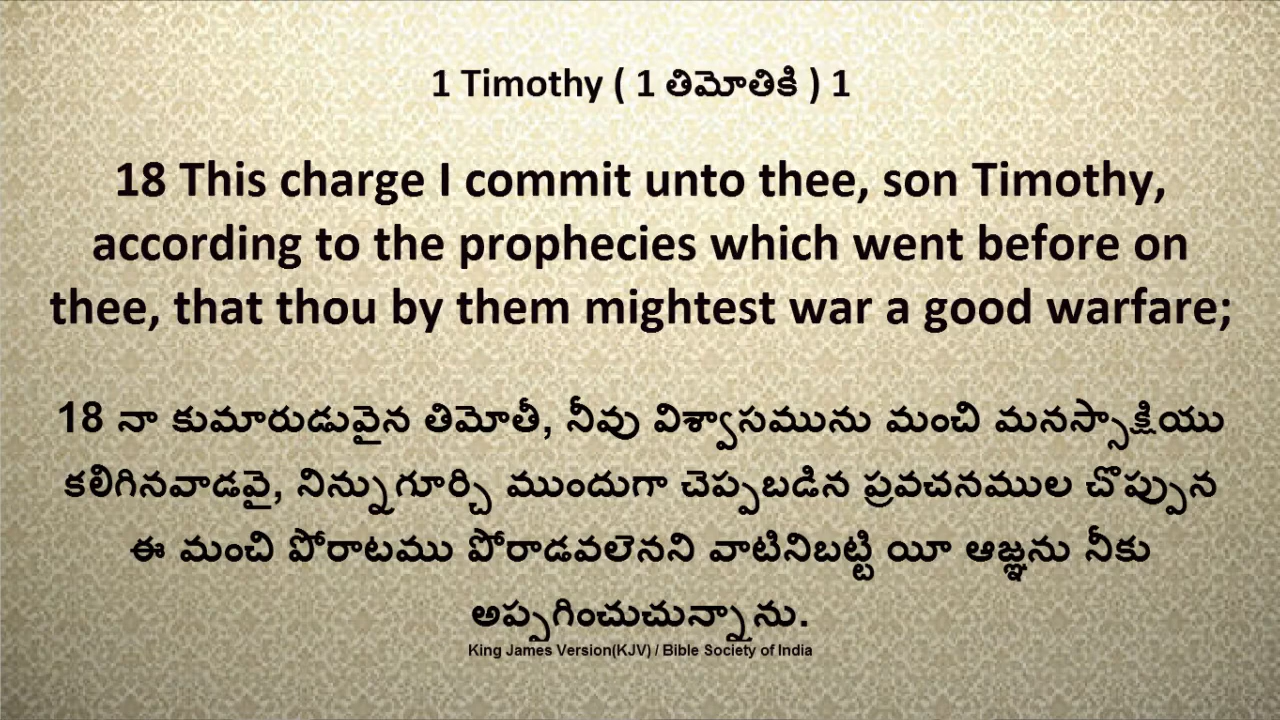 1 Timothy ( 1 తిమోతికి ) 1
18 This charge I commit unto thee, son Timothy,
according to the prophecies which went before on
thee, that thou by them mightest war a good warfare;
18 నా కుమారుడువైన తిమోతీ, నీవు విశ్వాసమును మంచి మనస్సాక్షియు
కలిగినవాడవై, నిన్నుగూర్చి ముందుగా చెప్పబడిన ప్రవచనముల చొప్పున
ఈ మంచి పోరాటము పోరాడవలెనని వాటినిబట్టి యీ ఆజ్ఞను నీకు
అప్పగించుచున్నాను.
King James Version(KJV) / Bible Society of India